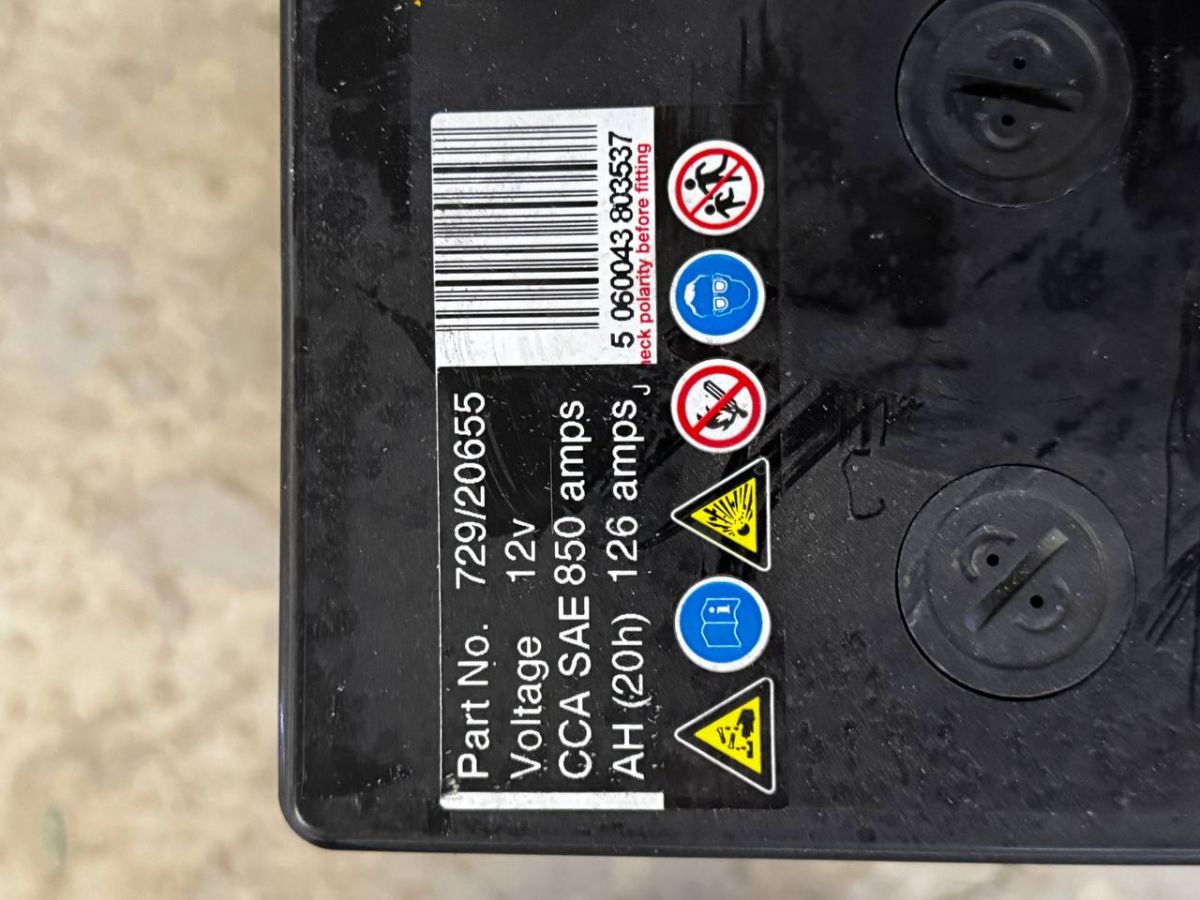 Part No. 729/20655
Voltage 12v
CCA SAE 850 amps
AH (20h) 126 amps
5 060043 803537
polarity before fitting